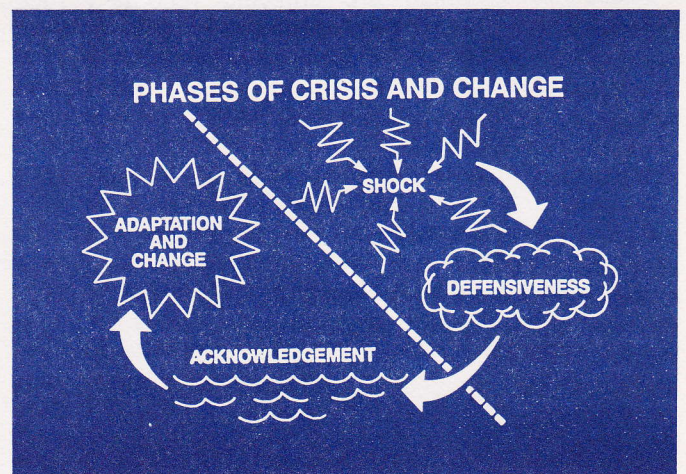 PHASES OF CRISIS AND CHANGE
SHOCK
DEFENSIVENESS
ACKNOWLEDGEMENT
ADAPTATION
AND
CHANGE